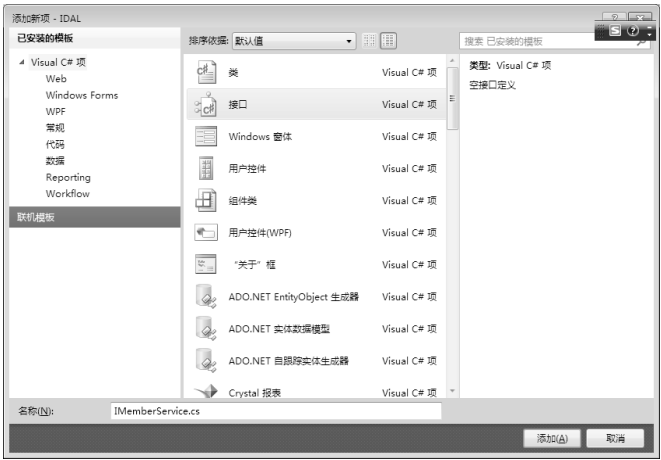 添加新项 - IDAL
已安装的模板
排序依据: 默认值
搜索 已安装的模板
Visual C# 项
Web
Windows Forms
WPF
常规
代码
数据
Reporting
Workflow
联机模板
类 Visual C# 项
接口 Visual C# 项
Windows 窗体 Visual C# 项
用户控件 Visual C# 项
组件类 Visual C# 项
用户控件(WPF) Visual C# 项
“关于”框 Visual C# 项
ADO.NET EntityObject 生成器 Visual C# 项
ADO.NET 实体数据模型 Visual C# 项
ADO.NET 自跟踪实体生成器 Visual C# 项
Crystal 报表 Visual C# 项
类型: Visual C# 项
空接口定义
名称(N): IMemberService.cs
添加(A) 取消